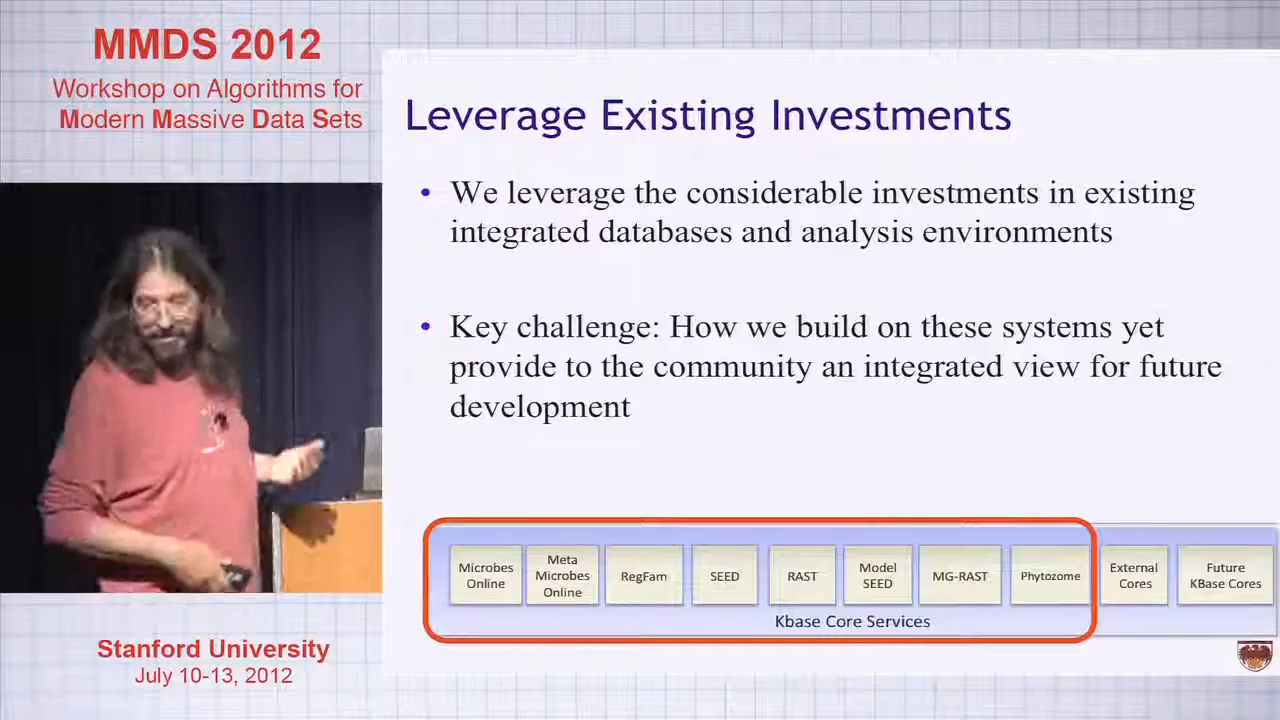 MMDS 2012
Workshop on Algorithms for
Modern Massive Data Sets
Leverage Existing Investments
• We leverage the considerable investments in existing
integrated databases and analysis environments
• Key challenge: How we build on these systems yet
provide to the community an integrated view for future
development
Microbes
Online
Meta
Microbes
Online
RegFam
SEED
RAST
Model
SEED
MG-RAST
Phytozome
External
Cores
Future
KBase Cores
Kbase Core Services
Stanford University
July 10-13, 2012